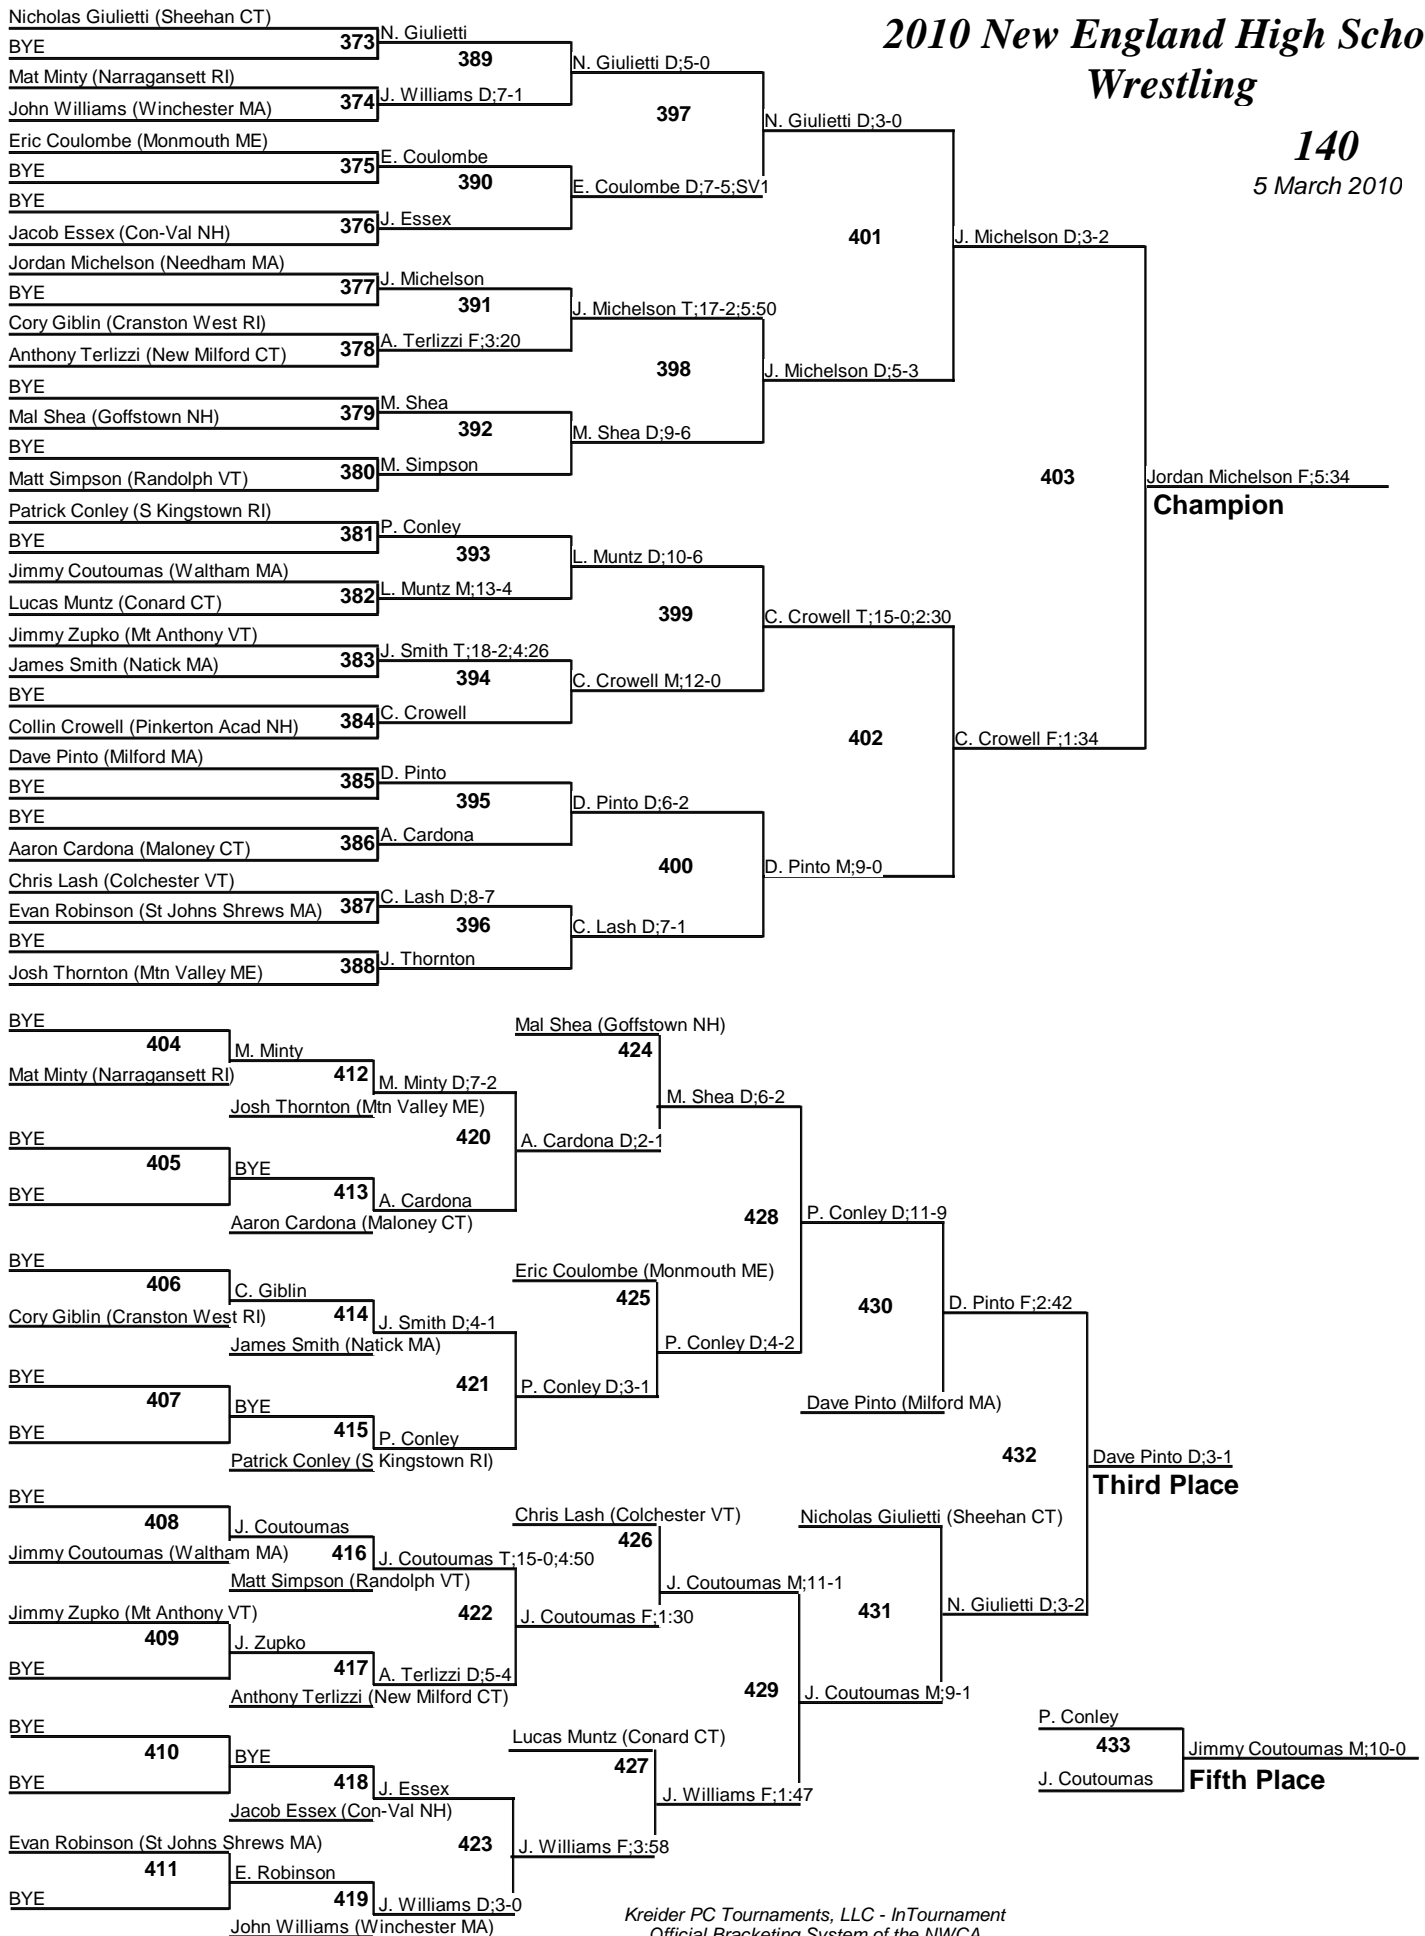 2010 New England High Scho
Wrestling
140
5 March 2010
Nicholas Giulietti (Sheehan CT)
BYE
373
N. Giulietti
389
Mat Minty (Narragansett RI)
John Williams (Winchester MA)
374
J. Williams D;7-1
N. Giulietti D;5-0
397
Eric Coulombe (Monmouth ME)
BYE
375
E. Coulombe
390
BYE
Jacob Essex (Con-Val NH)
376
J. Essex
E. Coulombe D;7-5;SV1
N. Giulietti D;3-0
401
Jordan Michelson (Needham MA)
BYE
377
J. Michelson
391
Cory Giblin (Cranston West RI)
Anthony Terlizzi (New Milford CT)
378
A. Terlizzi F;3:20
J. Michelson T;17-2;5:50
398
BYE
Mal Shea (Goffstown NH)
379
M. Shea
392
BYE
Matt Simpson (Randolph VT)
380
M. Simpson
M. Shea D;9-6
J. Michelson D;5-3
J. Michelson D;3-2
403
Jordan Michelson F;5:34
Champion
Patrick Conley (S Kingstown RI)
BYE
381
P. Conley
393
Jimmy Coutoumas (Waltham MA)
Lucas Muntz (Conard CT)
382
L. Muntz M;13-4
L. Muntz D;10-6
399
Jimmy Zupko (Mt Anthony VT)
James Smith (Natick MA)
383
J. Smith T;18-2;4:26
394
BYE
Collin Crowell (Pinkerton Acad NH)
384
C. Crowell
C. Crowell M;12-0
C. Crowell T;15-0;2:30
402
C. Crowell F;1:34
Dave Pinto (Milford MA)
BYE
385
D. Pinto
395
BYE
Aaron Cardona (Maloney CT)
386
A. Cardona
D. Pinto D;6-2
400
D. Pinto M;9-0
Chris Lash (Colchester VT)
Evan Robinson (St Johns Shrews MA)
387
C. Lash D;8-7
396
BYE
Josh Thornton (Mtn Valley ME)
388
J. Thornton
C. Lash D;7-1
BYE
404
Mat Minty (Narragansett RI)
M. Minty
412
Josh Thornton (Mtn Valley ME)
M. Minty D;7-2
420
BYE
405
BYE
BYE
413
Aaron Cardona (Maloney CT)
A. Cardona
Mal Shea (Goffstown NH)
424
A. Cardona D;2-1
M. Shea D;6-2
428
BYE
406
Cory Giblin (Cranston West RI)
C. Giblin
414
James Smith (Natick MA)
J. Smith D;4-1
421
BYE
407
BYE
BYE
415
Patrick Conley (S Kingstown RI)
P. Conley
Eric Coulombe (Monmouth ME)
425
P. Conley D;3-1
P. Conley D;4-2
P. Conley D;11-9
430
Dave Pinto (Milford MA)
D. Pinto F;2:42
432
Dave Pinto D;3-1
Third Place
BYE
408
Jimmy Coutoumas (Waltham MA)
J. Coutoumas
416
Matt Simpson (Randolph VT)
J. Coutoumas T;15-0;4:50
422
Jimmy Zupko (Mt Anthony VT)
409
BYE
J. Zupko
417
Anthony Terlizzi (New Milford CT)
A. Terlizzi D;5-4
Chris Lash (Colchester VT)
426
J. Coutoumas F;1:30
J. Coutoumas M;11-1
429
Nicholas Giulietti (Sheehan CT)
431
J. Coutoumas M;9-1
N. Giulietti D;3-2
BYE
410
BYE
BYE
418
Jacob Essex (Con-Val NH)
J. Essex
423
Evan Robinson (St Johns Shrews MA)
411
BYE
E. Robinson
419
John Williams (Winchester MA)
J. Williams D;3-0
Lucas Muntz (Conard CT)
427
J. Williams F;3:58
J. Williams F;1:47
P. Conley
433
J. Coutoumas
Jimmy Coutoumas M;10-0
Fifth Place
Kreider PC Tournaments, LLC - InTournament
Official Bracketing System of the NWCA